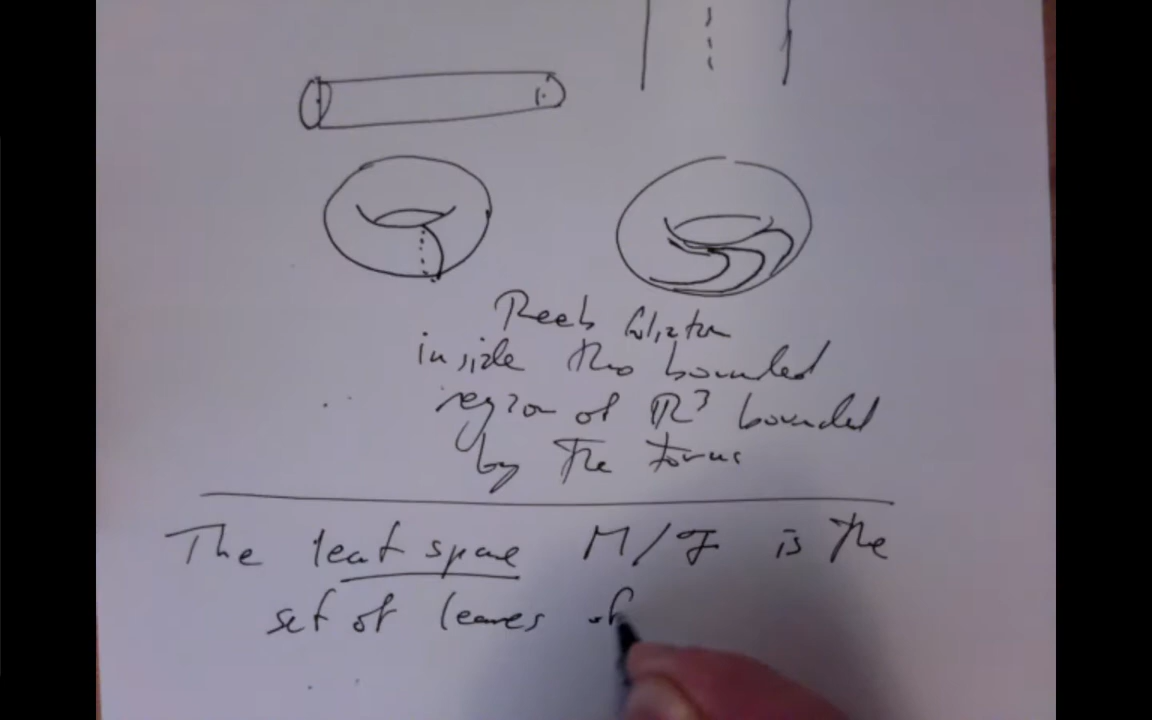 Reeb foliation
inside the bounded
region of ℝ³ bounded
by the torus
The leaf space M/F is the
set of leaves of